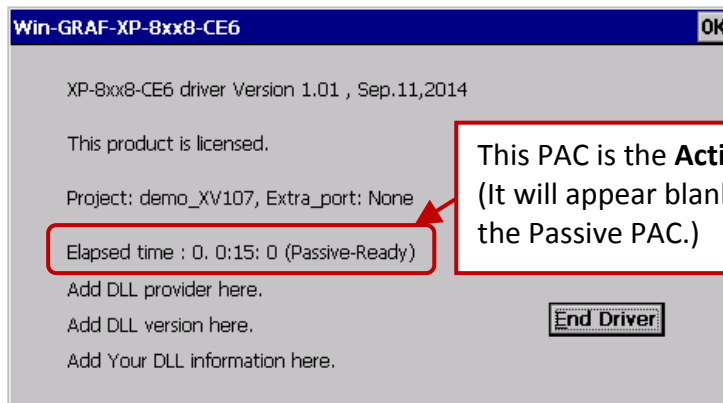 Win-GRAF-XP-8xx8-CE6
OK
XP-8xx8-CE6 driver Version 1.01 , Sep.11,2014
This product is licensed.
This PAC is the
(It will appear
the Passive PAC.)
Project: demo_XV107, Extra_port: None
Elapsed time : 0. 0:15: 0 (Passive-Ready)
Add DLL provider here.
Add DLL version here.
End Driver
Add Your DLL information here.